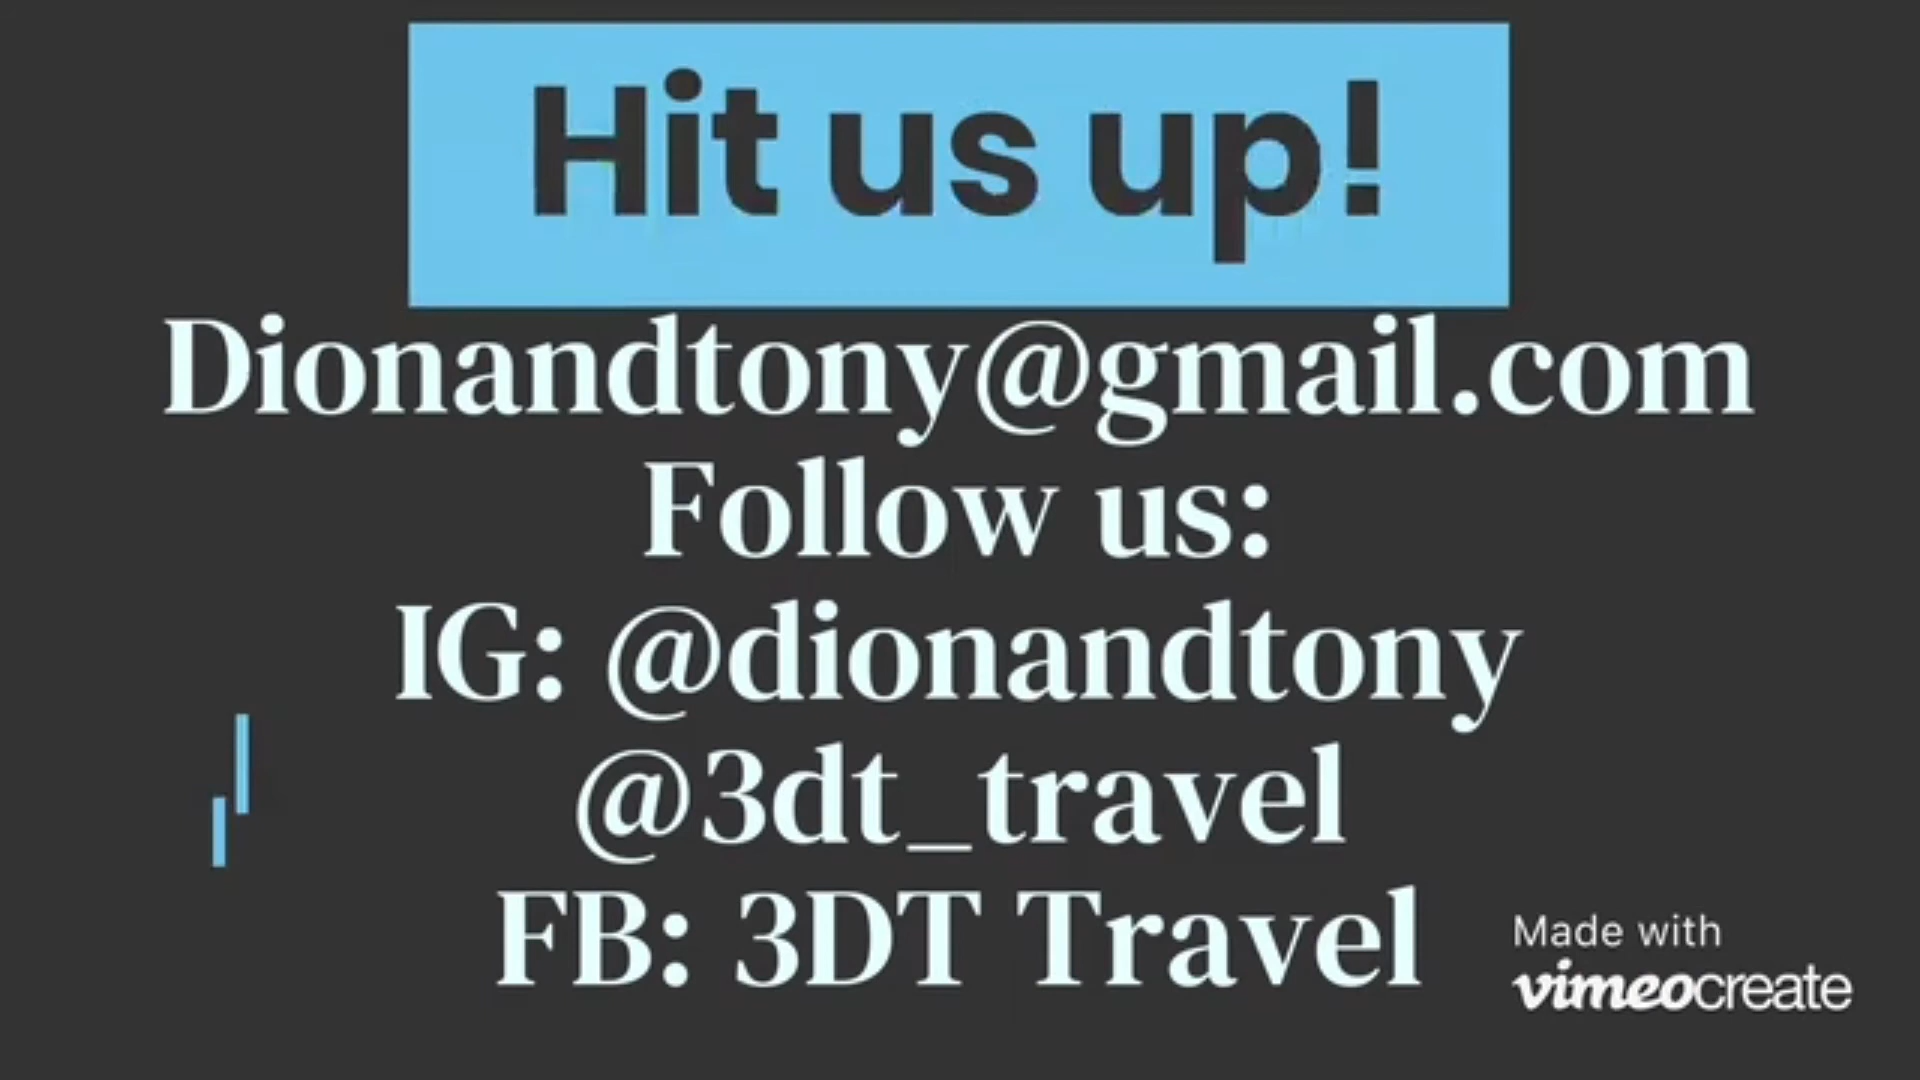 Hit us up!
Dionandtony@gmail.com
Follow us:
IG: @dionandtony
@3dt_travel
FB: 3DT Travel
Made with
vimeocreate